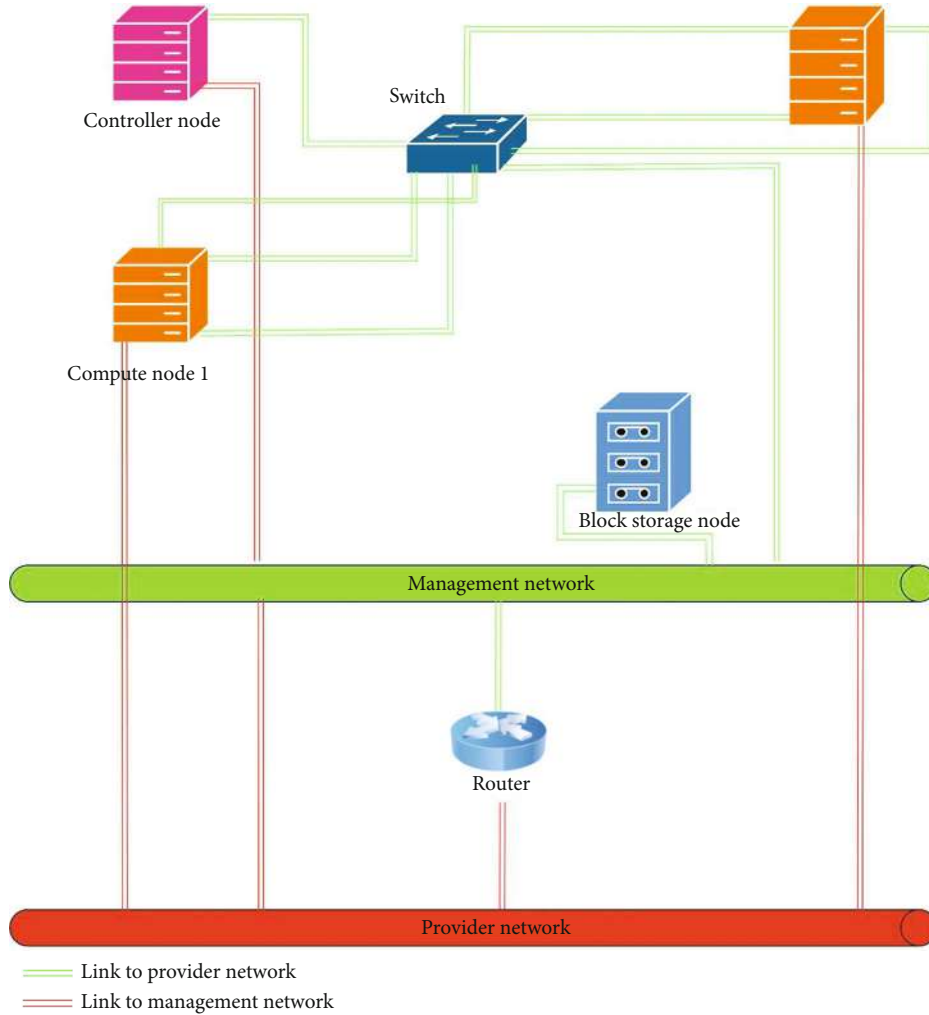 Switch
Controller node
Compute node 1
Block storage node
Management network
Router
Provider network
Link to provider network
Link to management network